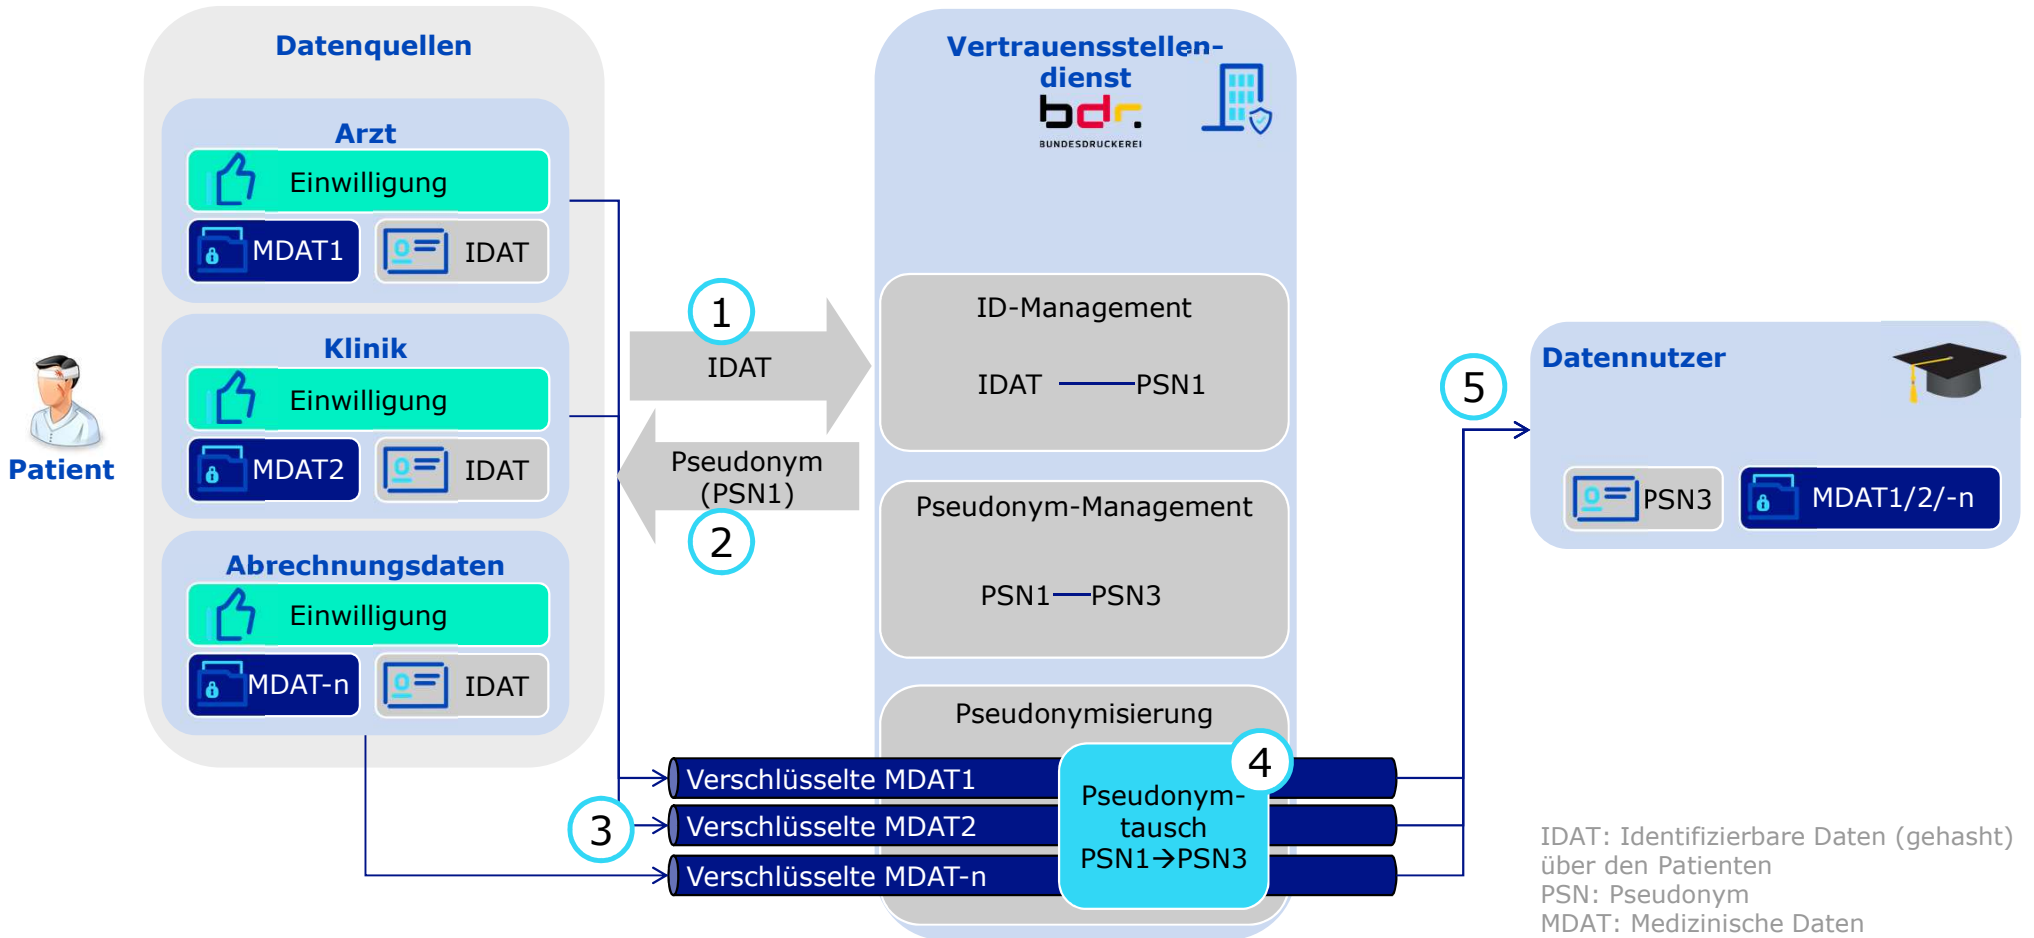 Datenquellen
Arzt
Einwilligung
MDAT1
IDAT
Klinik
Einwilligung
MDAT2
IDAT
Abrechnungsdaten
Einwilligung
MDAT-n
IDAT
Patient
1
IDAT
Pseudonym
(PSN1)
2
3
Vertrauensstellen-
dienst
bdr.
BUNDESDRUCKEREI
ID-Management
IDAT PSN1
Pseudonym-Management
PSN1 PSN3
Pseudonymisierung
Verschlüsselte MDAT1
Verschlüsselte MDAT2
Verschlüsselte MDAT-n
4
Pseudonym-
tausch
PSN1→PSN3
5
Datennutzer
PSN3
MDAT1/2/-n
IDAT: Identifizierbare Daten (gehasht)
über den Patienten
PSN: Pseudonym
MDAT: Medizinische Daten